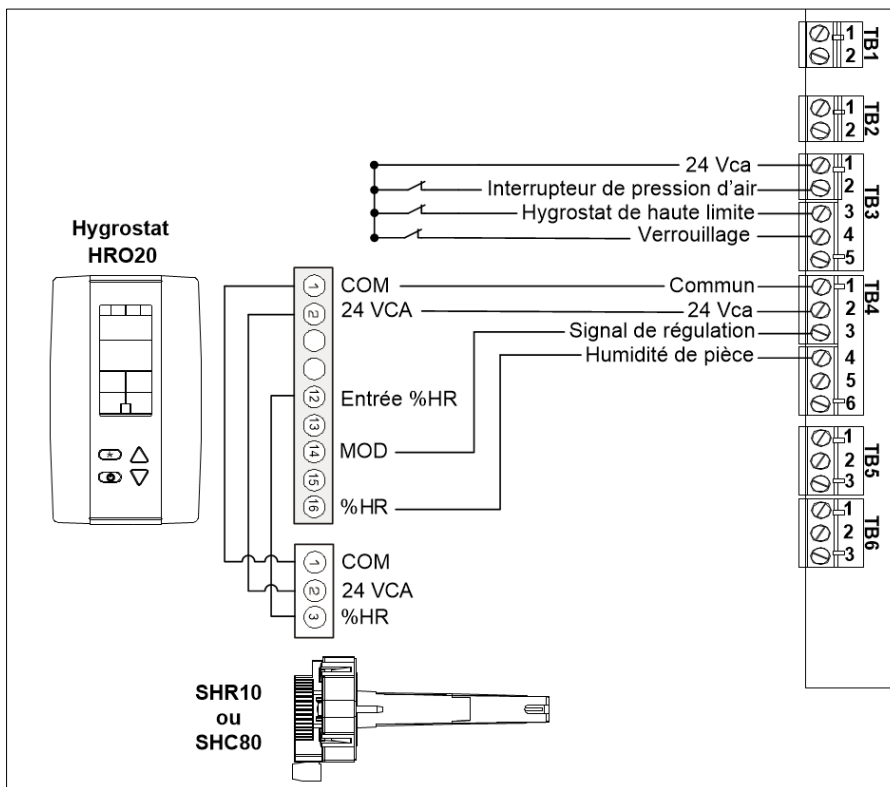 1
2
TB1
1
2
TB2
24 Vca
1
Interrupteur de pression d'air
2
Hygrostat de haute limite
3
Verrouillage
4
5
TB3
Hygrostat
HRO20
1
COM
Commun
1
2
24 VCA
24 Vca
2
Signal de régulation
3
Humidité de pièce
4
5
6
TB4
12
Entrée %HR
13
14
MOD
15
16
%HR
1
2
3
TB5
1
2
3
TB6
1
COM
2
24 VCA
3
%HR
SHR10
ou
SHC80